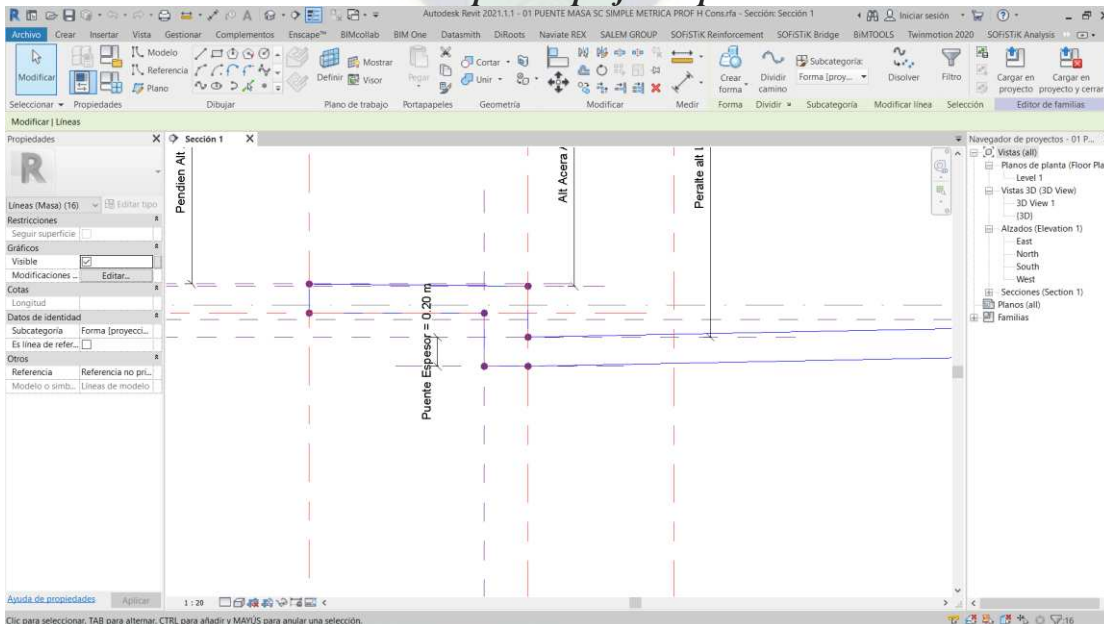 Autodesk Revit 2021.1.1 - 01 PUENTE MASA SC SIMPLE METRICA PROF H Cons.rfa - Sección: Sección 1
Iniciar sesión
Archivo Crear Insertar Vista Gestionar Complementos Enscape™ BIMcollab BIM One Datasmith DiRoots Naviate REX SALEM GROUP SOFiSTiK Reinforcement SOFiSTiK Bridge BiMTOOLS Twinmotion 2020 SOFiSTiK Analysis
Modificar
Modelo
Referencia
Plano
Definir
Mostrar
Visor
Pegar
Cortar
Unir
Crear forma
Dividir camino
Subcategoría:
Forma [proy...
Disolver
Filtro
Cargar en proyecto
Cargar en proyecto y cerrar
Seleccionar Propiedades Dibujar Plano de trabajo Portapapeles Geometría Modificar Medir Forma Dividir Subcategoría Modificar línea Selección Editor de familias
Modificar | Líneas
Propiedades
Líneas (Masa) (16) Editar tipo
Restricciones
Seguir superficie
Gráficos
Visible
Modificaciones ... Editar...
Cotas
Longitud
Datos de identidad
Subcategoría Forma [proyecci...
Es línea de refer...
Otros
Referencia Referencia no pri...
Modelo o símb... Líneas de modelo
Ayuda de propiedades Aplicar
Sección 1
Pendien Alt
Alt Acera
Peralte alt
Puente Espesor = 0.20 m
1:20
Navegador de proyectos - 01 P...
Vistas (all)
Planos de planta (Floor Pla
Level 1
Vistas 3D (3D View)
3D View 1
{3D}
Alzados (Elevation 1)
East
North
South
West
Secciones (Section 1)
Planos (all)
Familias
Clic para seleccionar, TAB para alternar, CTRL para añadir y MAYÚS para anular una selección.
:16